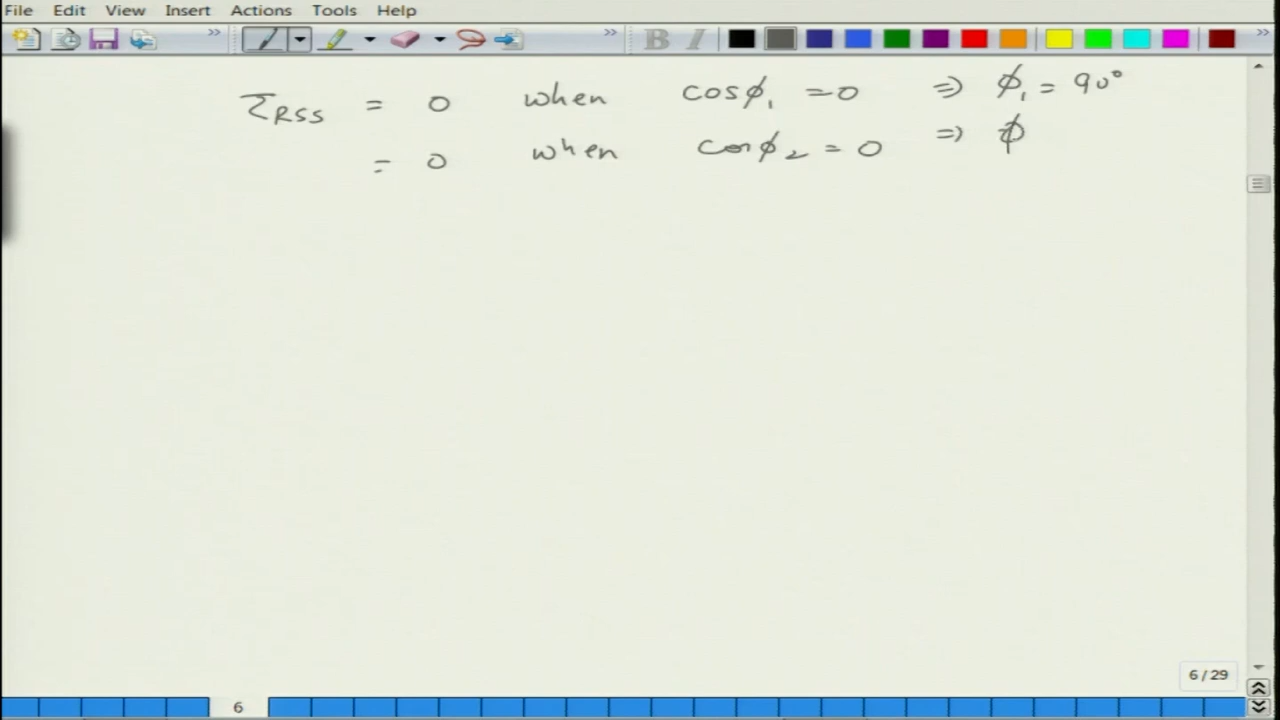 File Edit View Insert Actions Tools Help
B I
τ_RSS = 0 when cosϕ₁ = 0 ⇒ ϕ₁ = 90°
= 0 when cosϕ₂ = 0 ⇒ ϕ
6 / 29
6